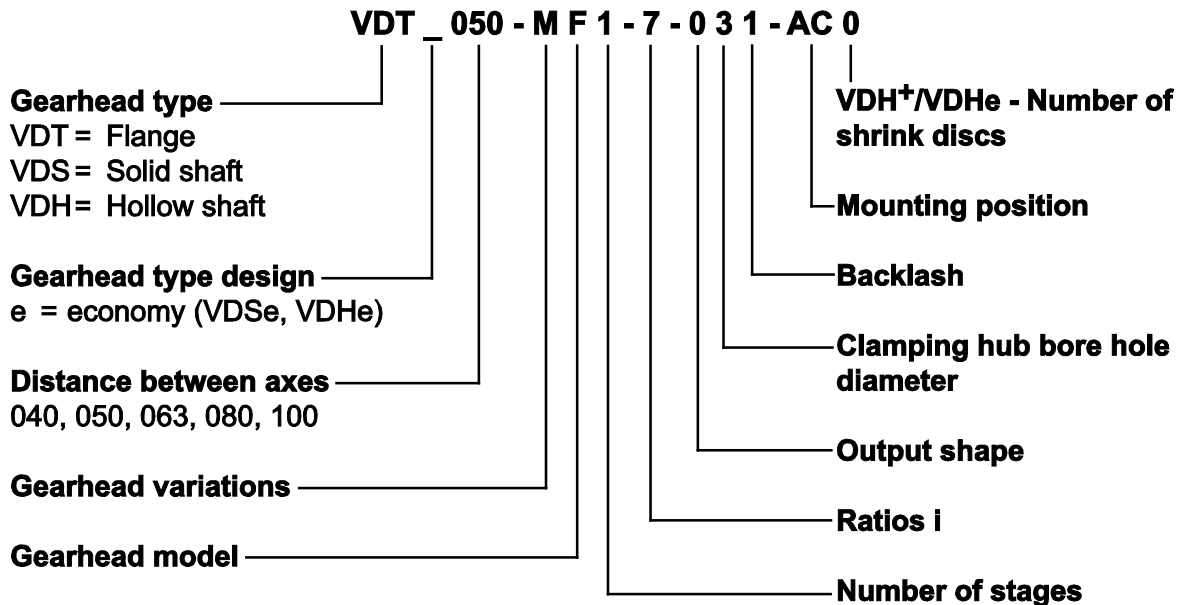 VDT _ 050 - M F 1 - 7 - 0 3 1 - AC 0
Gearhead type
VDT = Flange
VDS = Solid shaft
VDH = Hollow shaft
Gearhead type design
e = economy (VDSe, VDHe)
Distance between axes
040, 050, 063, 080, 100
Gearhead variations
Gearhead model
VDH+/VDHe - Number of
shrink discs
Mounting position
Backlash
Clamping hub bore hole
diameter
Output shape
Ratios i
Number of stages